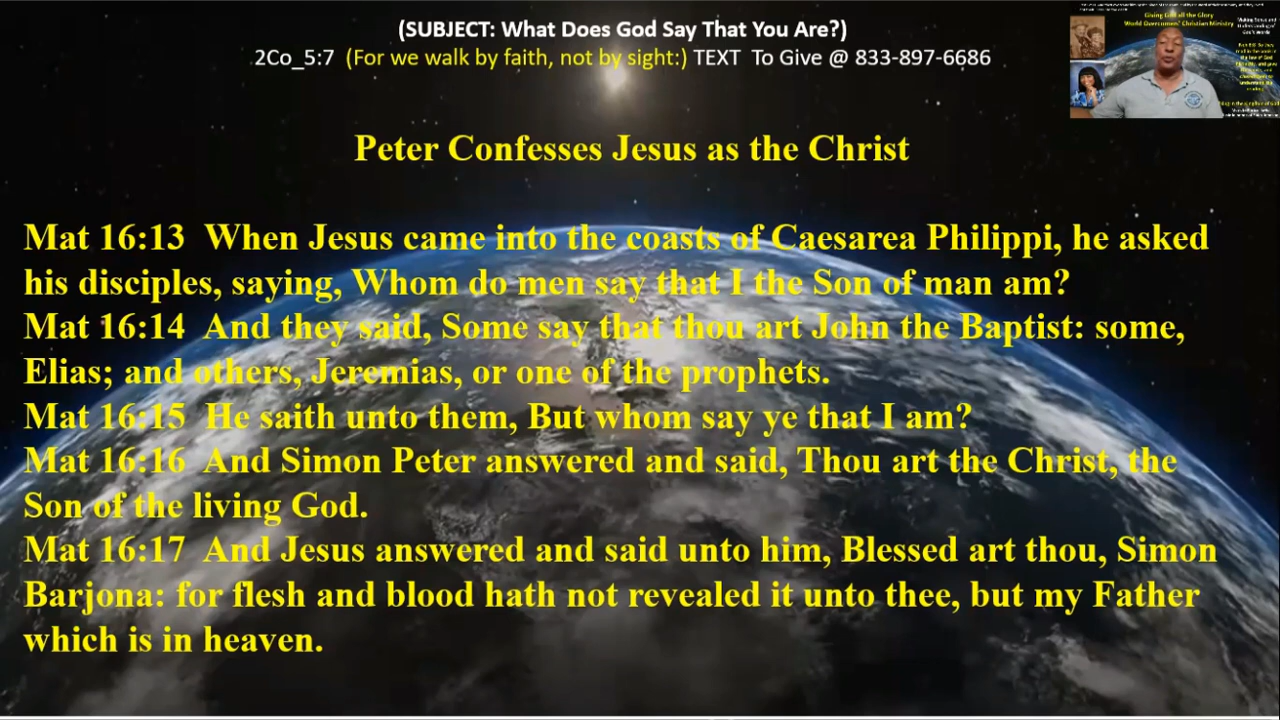 (SUBJECT: What Does God Say That You Are?)
2Co_5:7 (For we walk by faith, not by sight:) TEXT To Give @ 833-897-6686
Giving God all the Glory
World Overcomers' Christian Ministry
Peter Confesses Jesus as the Christ
Mat 16:13 When Jesus came into the coasts of Caesarea Philippi, he asked
his disciples, saying, Whom do men say that I the Son of man am?
Mat 16:14 And they said, Some say that thou art John the Baptist: some,
Elias; and others, Jeremias, or one of the prophets.
Mat 16:15 He saith unto them, But whom say ye that I am?
Mat 16:16 And Simon Peter answered and said, Thou art the Christ, the
Son of the living God.
Mat 16:17 And Jesus answered and said unto him, Blessed art thou, Simon
Barjona: for flesh and blood hath not revealed it unto thee, but my Father
which is in heaven.